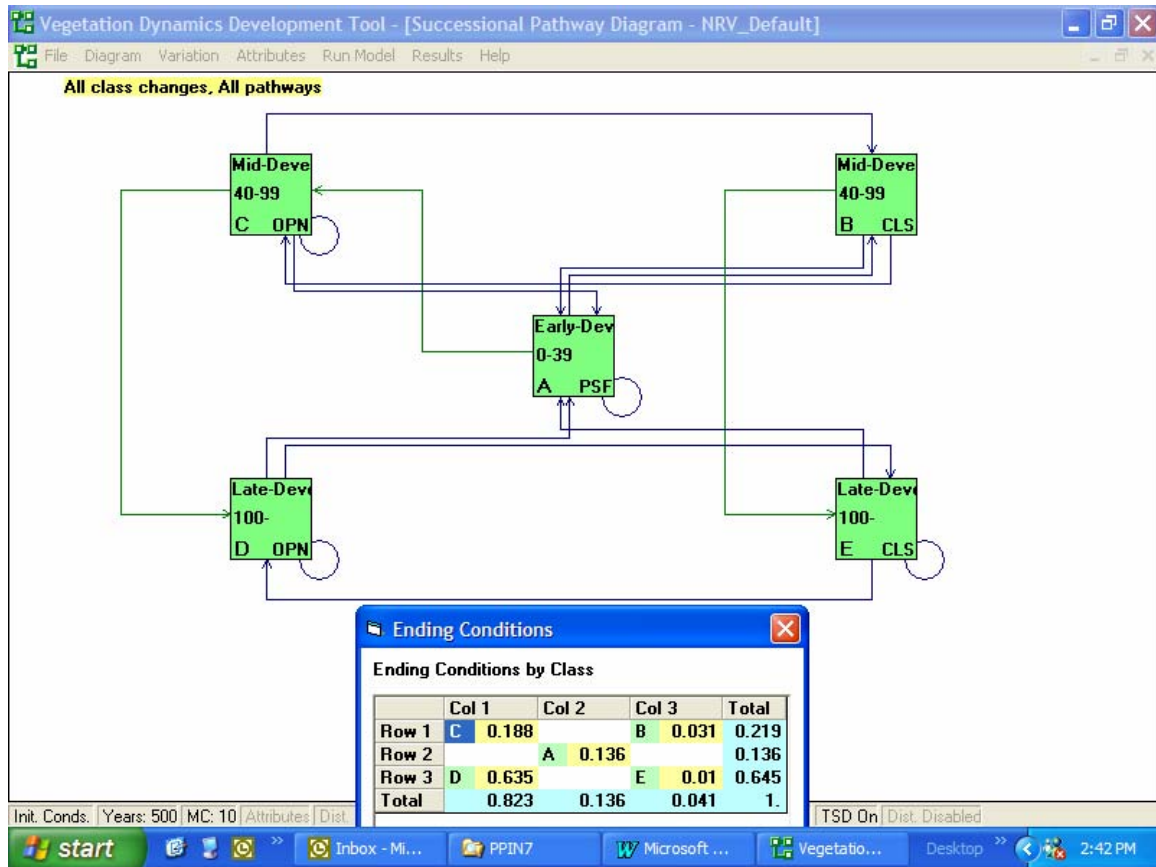 Vegetation Dynamics Development Tool - [Successional Pathway Diagram - NRV_Default]
File Diagram Variation Attributes Run Model Results Help
All class changes, All pathways
Mid-Deve
40-99
C OPN
Mid-Deve
40-99
B CLS
Early-Dev
0-39
A PSF
Late-Deve
100-
D OPN
Late-Deve
100-
E CLS
Ending Conditions
Ending Conditions by Class
Col 1 Col 2 Col 3 Total
Row 1 C 0.188 B 0.031 0.219
Row 2 A 0.136 0.136
Row 3 D 0.635 E 0.01 0.645
Total 0.823 0.136 0.041 1.
Init. Conds. Years: 500 MC: 10 Attributes Dist. TSD On Dist. Disabled
start Inbox - Mi... PPIN7 Microsoft ... Vegetatio... Desktop 2:42 PM